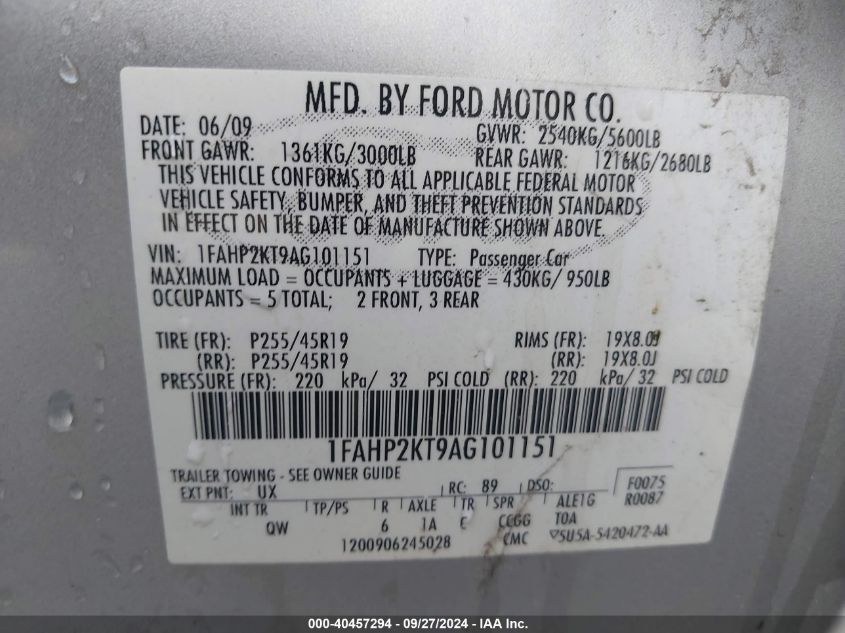 MFD. BY FORD MOTOR CO.
DATE: 06/09 GVWR: 2540KG/5600LB
FRONT GAWR: 1361KG/3000LB REAR GAWR: 1216KG/2680LB
THIS VEHICLE CONFORMS TO ALL APPLICABLE FEDERAL MOTOR
VEHICLE SAFETY, BUMPER, AND THEFT PREVENTION STANDARDS
IN EFFECT ON THE DATE OF MANUFACTURE SHOWN ABOVE.
VIN: 1FAHP2KT9AG101151 TYPE: Passenger Car
MAXIMUM LOAD = OCCUPANTS + LUGGAGE = 430KG/ 950LB
OCCUPANTS = 5 TOTAL; 2 FRONT, 3 REAR
TIRE (FR): P255/45R19 RIMS (FR): 19X8.0J
(RR): P255/45R19 (RR): 19X8.0J
PRESSURE (FR): 220 kPa/ 32 PSI COLD (RR): 220 kPa/ 32 PSI COLD
1FAHP2KT9AG101151
TRAILER TOWING - SEE OWNER GUIDE
EXT PNT: UX RC: 89 DSO: F0075
INT TR TP/PS R AXLE TR SPR ALE1G R0087
QW 6 1A C CCGG TOA
1200906245028 CMC 5U5A-5420472-AA
000-40457294 - 09/27/2024 - IAAI Inc.